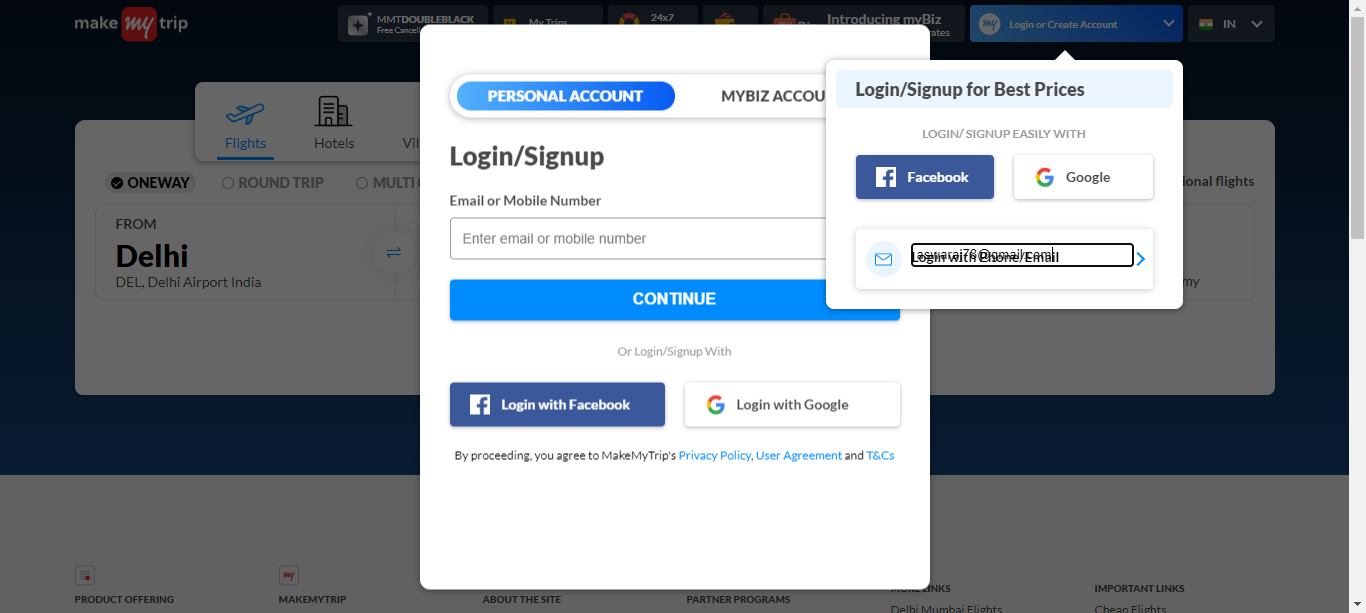 make my trip
MMTDOUBLEBLACK
Free Cancell
My Trips
24x7
Introducing myBiz
rates
my
Login or Create Account
IN
PERSONAL ACCOUNT
MYBIZ ACCOU
Login/Signup for Best Prices
LOGIN/ SIGNUP EASILY WITH
Facebook
Google
Login with Phone/Email
Flights
Hotels
Vil
ONEWAY
ROUND TRIP
MULTI
ional flights
FROM
Delhi
DEL, Delhi Airport India
my
Login/Signup
Email or Mobile Number
Enter email or mobile number
CONTINUE
Or Login/Signup With
Login with Facebook
Login with Google
By proceeding, you agree to MakeMyTrip's Privacy Policy, User Agreement and T&Cs
my
PRODUCT OFFERING
MAKEMYTRIP
ABOUT THE SITE
PARTNER PROGRAMS
LINKS
Delhi Mumbai Flights
IMPORTANT LINKS
Cheap Flights